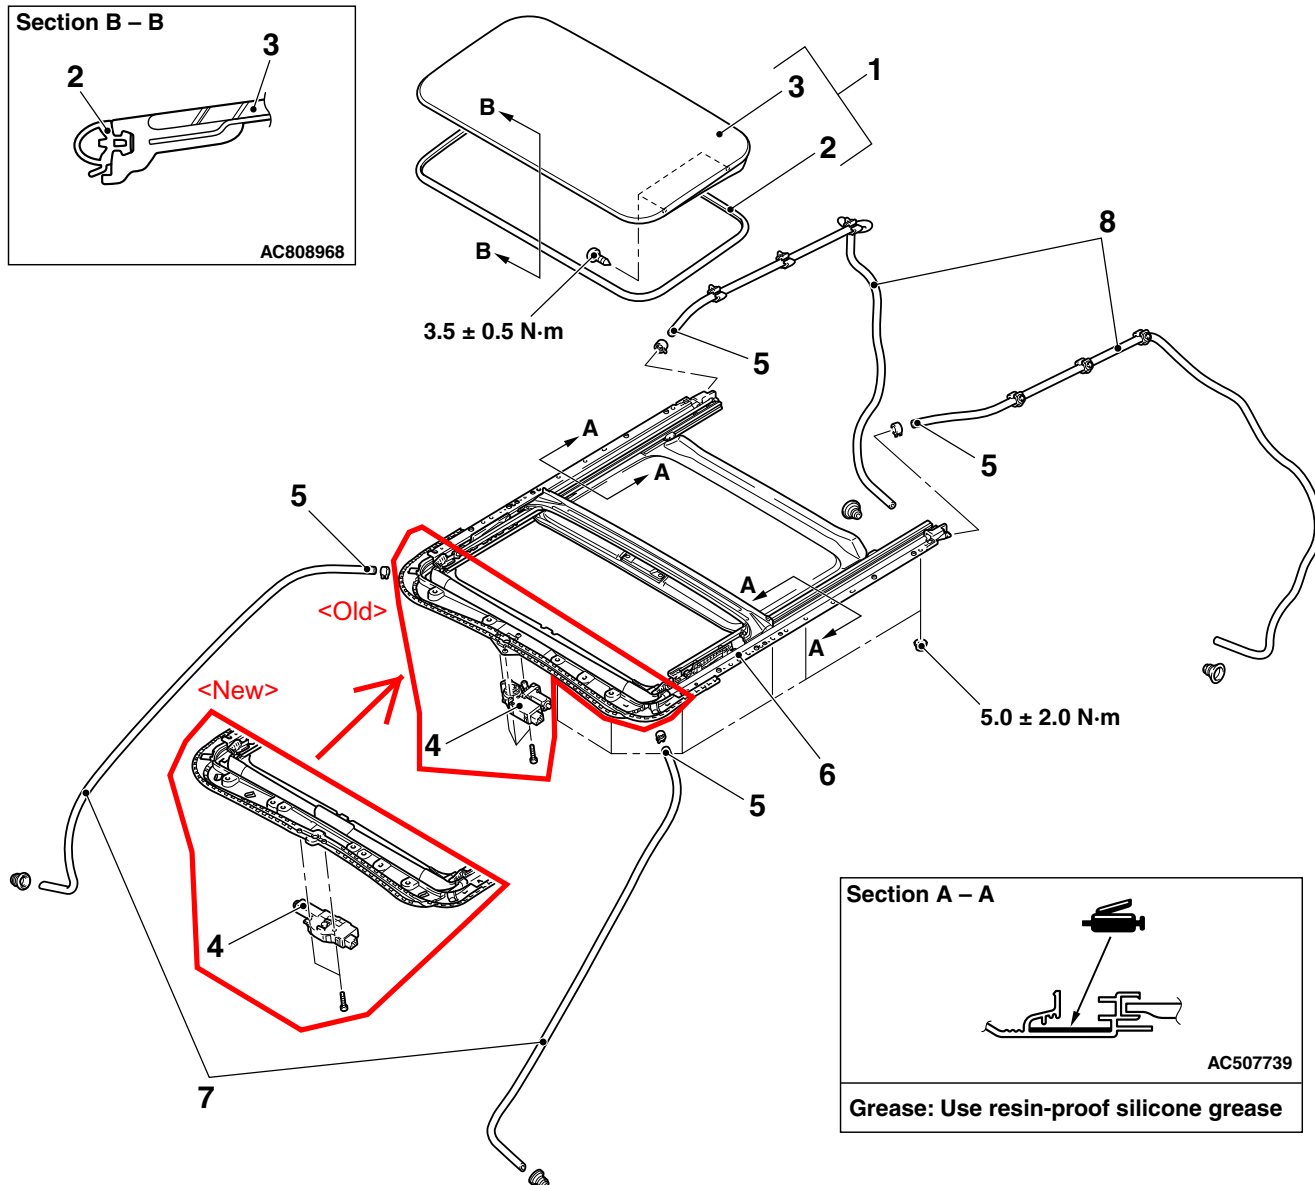 Section B – B
3
2
AC808968
1
3
B
2
B
3.5 ± 0.5 N·m
8
5
5
A
A
5
<Old>
A
A
<New>
4
5.0 ± 2.0 N·m
6
5
4
7
Section A – A
AC507739
Grease: Use resin-proof silicone grease